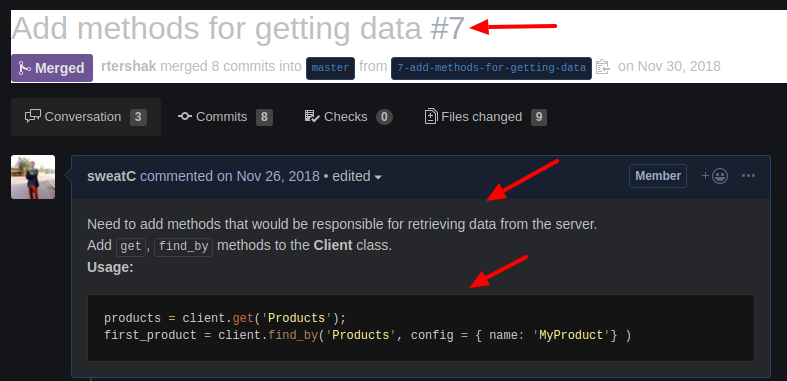 Add methods for getting data #7
Merged rtershak merged 8 commits into master from 7-add-methods-for-getting-data on Nov 30, 2018
Conversation 3 Commits 8 Checks 0 Files changed 9
sweatC commented on Nov 26, 2018 • edited Member + ...
Need to add methods that would be responsible for retrieving data from the server.
Add get, find_by methods to the Client class.
Usage:
products = client.get('Products');
first_product = client.find_by('Products', config = { name: 'MyProduct'} )